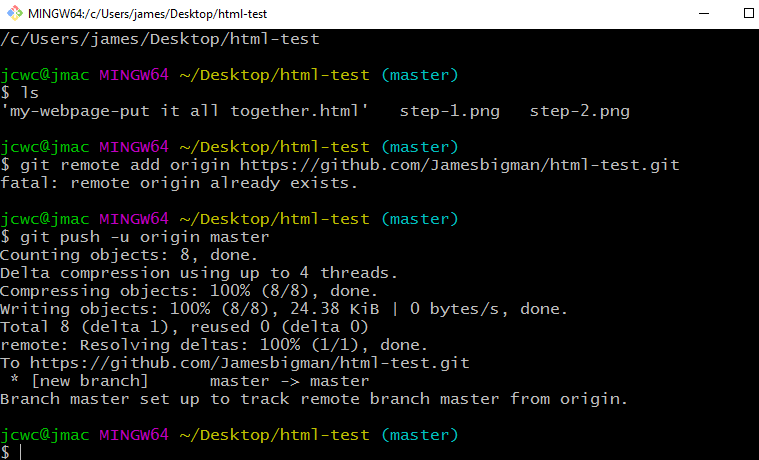 MINGW64:/c/Users/james/Desktop/html-test
/c/Users/james/Desktop/html-test
jcwc@jmac MINGW64 ~/Desktop/html-test (master)
$ ls
'my-webpage-put it all together.html'   step-1.png   step-2.png
jcwc@jmac MINGW64 ~/Desktop/html-test (master)
$ git remote add origin https://github.com/Jamesbigman/html-test.git
fatal: remote origin already exists.
jcwc@jmac MINGW64 ~/Desktop/html-test (master)
$ git push -u origin master
Counting objects: 8, done.
Delta compression using up to 4 threads.
Compressing objects: 100% (8/8), done.
Writing objects: 100% (8/8), 24.38 KiB | 0 bytes/s, done.
Total 8 (delta 1), reused 0 (delta 0)
remote: Resolving deltas: 100% (1/1), done.
To https://github.com/Jamesbigman/html-test.git
 * [new branch]      master -> master
Branch master set up to track remote branch master from origin.
jcwc@jmac MINGW64 ~/Desktop/html-test (master)
$